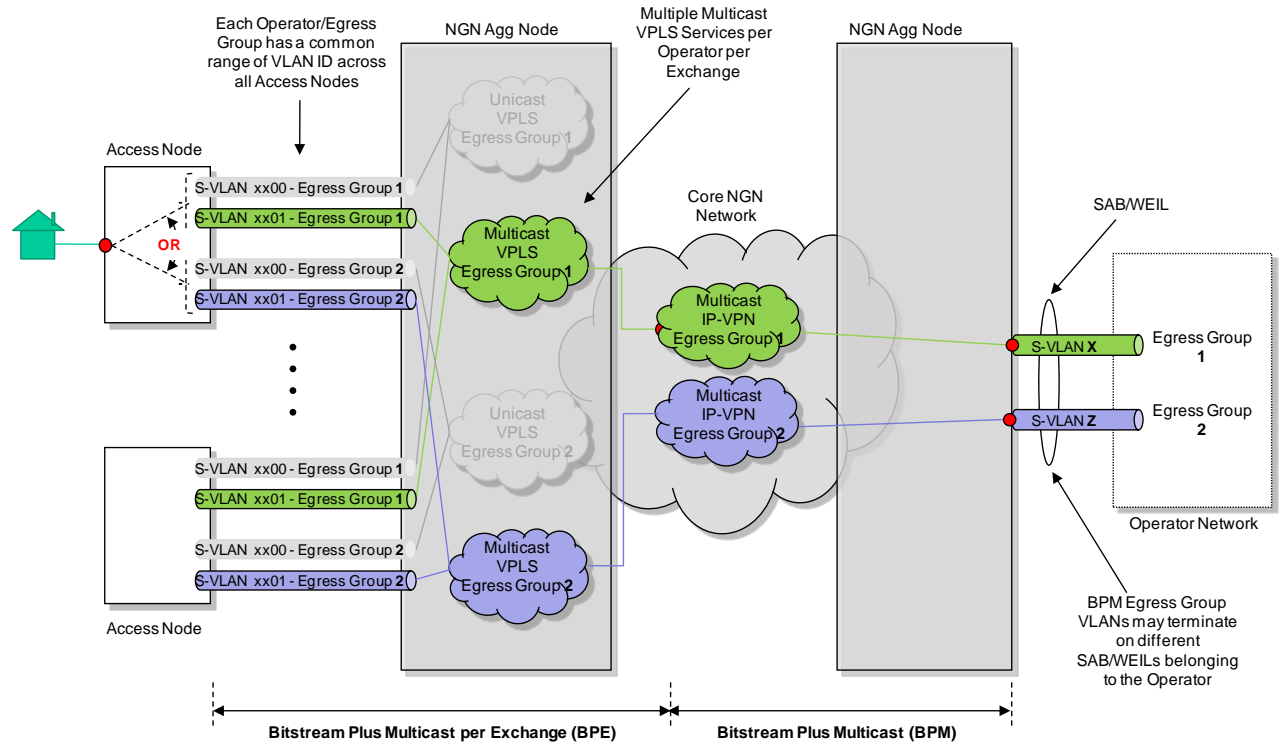 Each Operator/Egress
Group has a common
range of VLAN ID across
all Access Nodes
NGN Agg Node
Multiple Multicast
VPLS Services per
Operator per
Exchange
NGN Agg Node
Unicast
VPLS
Egress Group 1
Access Node
S-VLAN xx00 - Egress Group 1
S-VLAN xx01 - Egress Group 1
OR
S-VLAN xx00 - Egress Group 2
S-VLAN xx01 - Egress Group 2
Multicast
VPLS
Egress Group 1
Core NGN
Network
SAB/WEIL
Multicast
IP-VPN
Egress Group 1
S-VLAN X
Egress Group
1
Multicast
IP-VPN
Egress Group 2
S-VLAN Z
Egress Group
2
Unicast
VPLS
Egress Group 2
S-VLAN xx00 - Egress Group 1
S-VLAN xx01 - Egress Group 1
S-VLAN xx00 - Egress Group 2
S-VLAN xx01 - Egress Group 2
Access Node
Multicast
VPLS
Egress Group 2
Operator Network
BPM Egress Group
VLANs may terminate
on different
SAB/WEILs belonging
to the Operator
Bitstream Plus Multicast per Exchange (BPE)
Bitstream Plus Multicast (BPM)